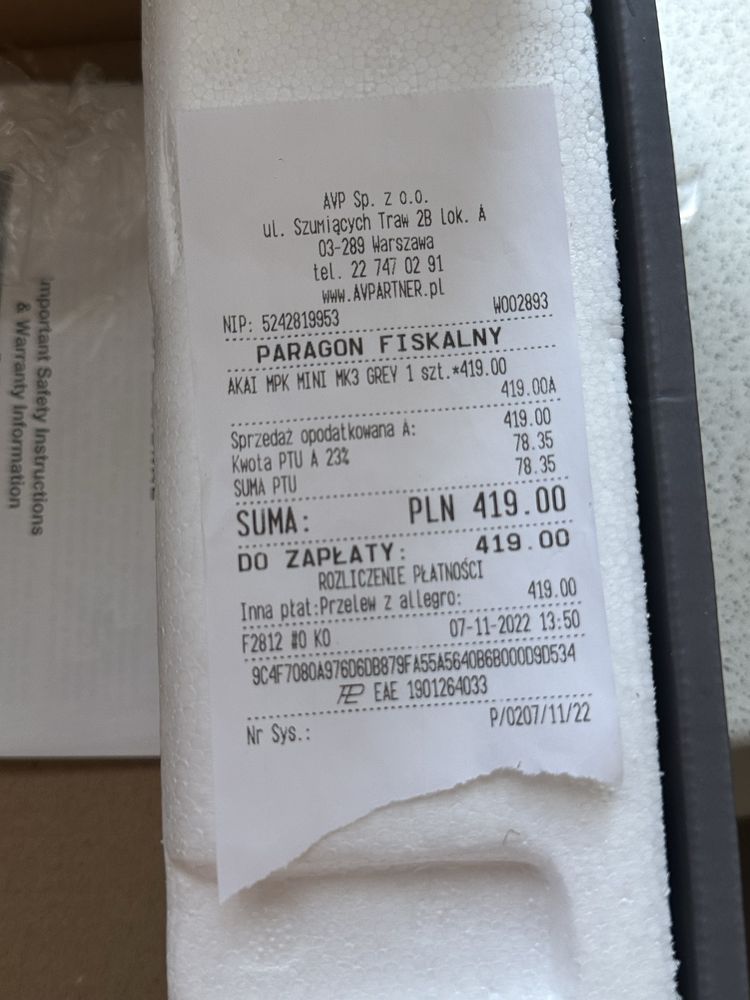 AVP Sp. z o.o.
ul. Szumiących Traw 2B lok. A
03-289 Warszawa
tel. 22 747 02 91
www.AVPARTNER.pl
NIP: 5242819953 W002893
PARAGON FISKALNY
AKAI MPK MINI MK3 GREY 1 szt.*419.00
419.00A
Sprzedaż opodatkowana A: 419.00
Kwota PTU A 23% 78.35
SUMA PTU 78.35
SUMA: PLN 419.00
DO ZAPŁATY: 419.00
ROZLICZENIE PŁATNOŚCI
Inna płat:Przelew z allegro: 419.00
F2812 #0 KO 07-11-2022 13:50
9C4F7080A976D6DB879FA55A5640B6B000D9D534
EAE 1901264033
Nr Sys.: P/0207/11/22
Important Safety Instructions
& Warranty Information